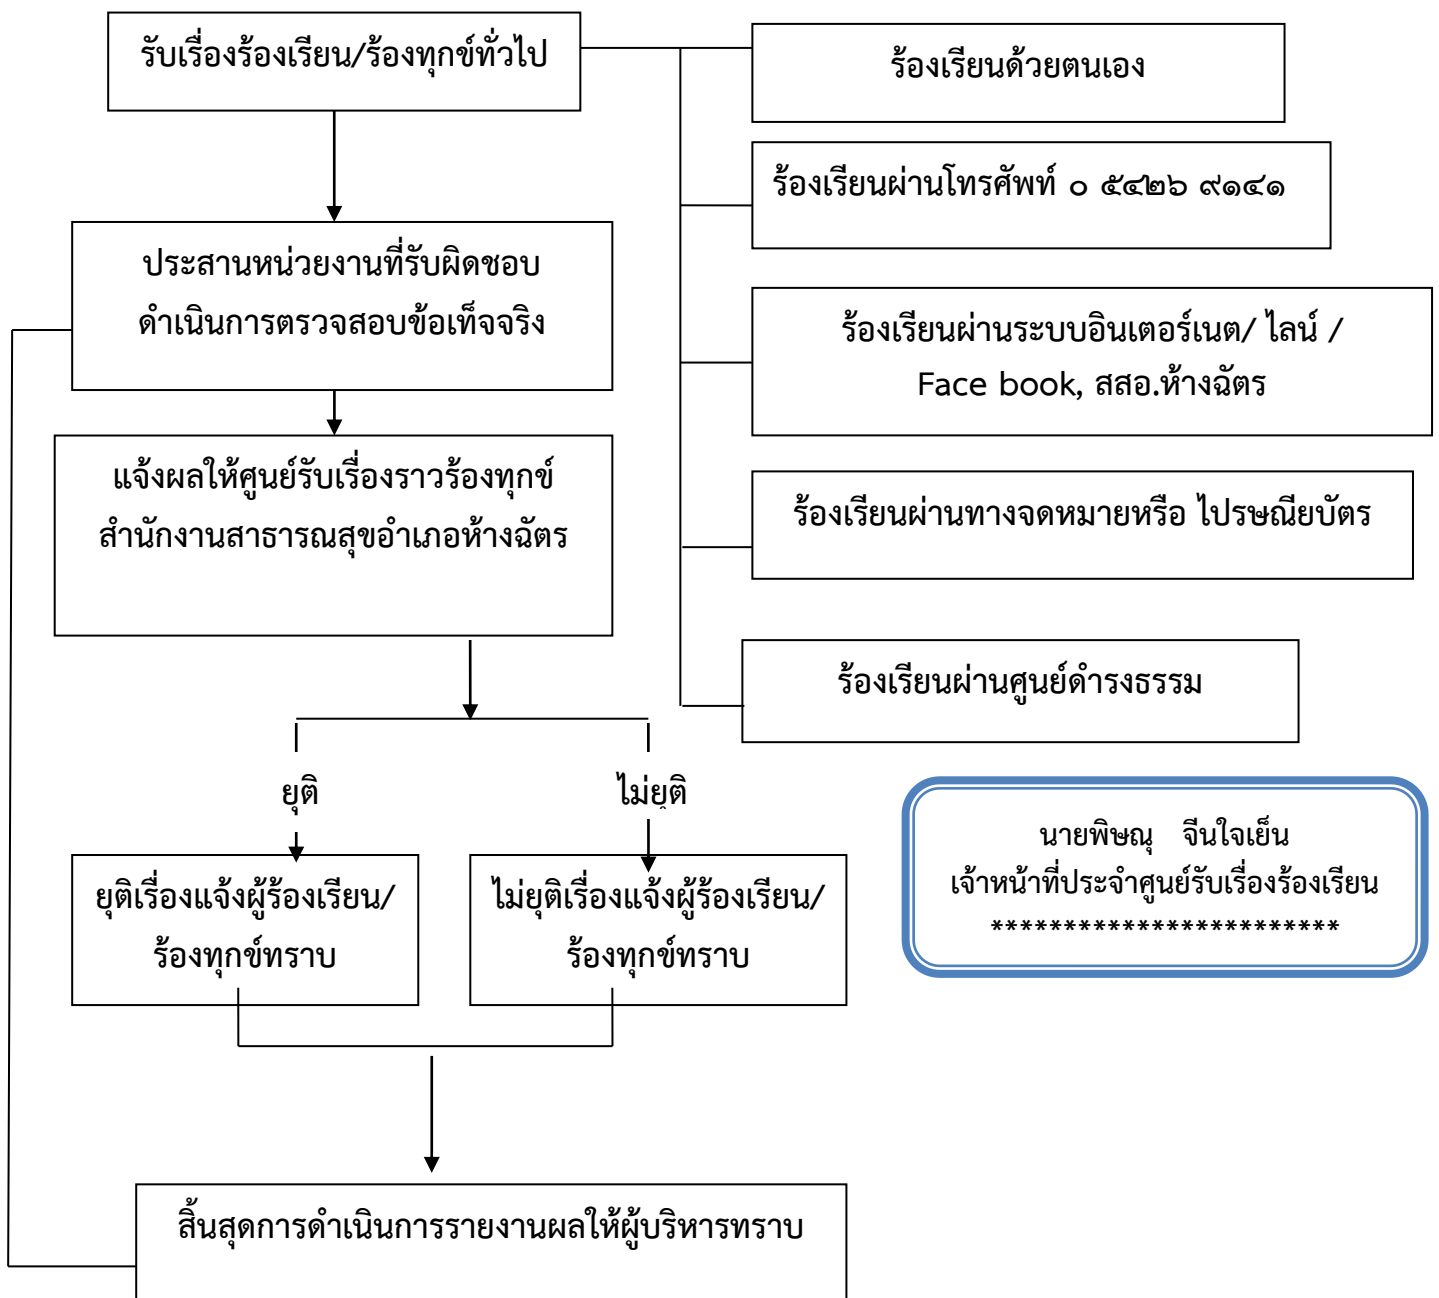 รับเรื่องร้องเรียน/ร้องทุกข์ทั่วไป
ร้องเรียนด้วยตนเอง
ร้องเรียนผ่านโทรศัพท์ ๐ ๕๔๒๖ ๙๑๔๑
ประสานหน่วยงานที่รับผิดชอบ
ดำเนินการตรวจสอบข้อเท็จจริง
ร้องเรียนผ่านระบบอินเตอร์เนต/ ไลน์ /
Face book, สสอ.ห้างฉัตร
แจ้งผลให้ศูนย์รับเรื่องราวร้องทุกข์
สำนักงานสาธารณสุขอำเภอห้างฉัตร
ร้องเรียนผ่านทางจดหมายหรือ ไปรษณียบัตร
ร้องเรียนผ่านศูนย์ดำรงธรรม
ยุติ
ไม่ยุติ
ยุติเรื่องแจ้งผู้ร้องเรียน/
ร้องทุกข์ทราบ
ไม่ยุติเรื่องแจ้งผู้ร้องเรียน/
ร้องทุกข์ทราบ
นายพิษณุ จีนใจเย็น
เจ้าหน้าที่ประจำศูนย์รับเรื่องร้องเรียน
************************
สิ้นสุดการดำเนินการรายงานผลให้ผู้บริหารทราบ